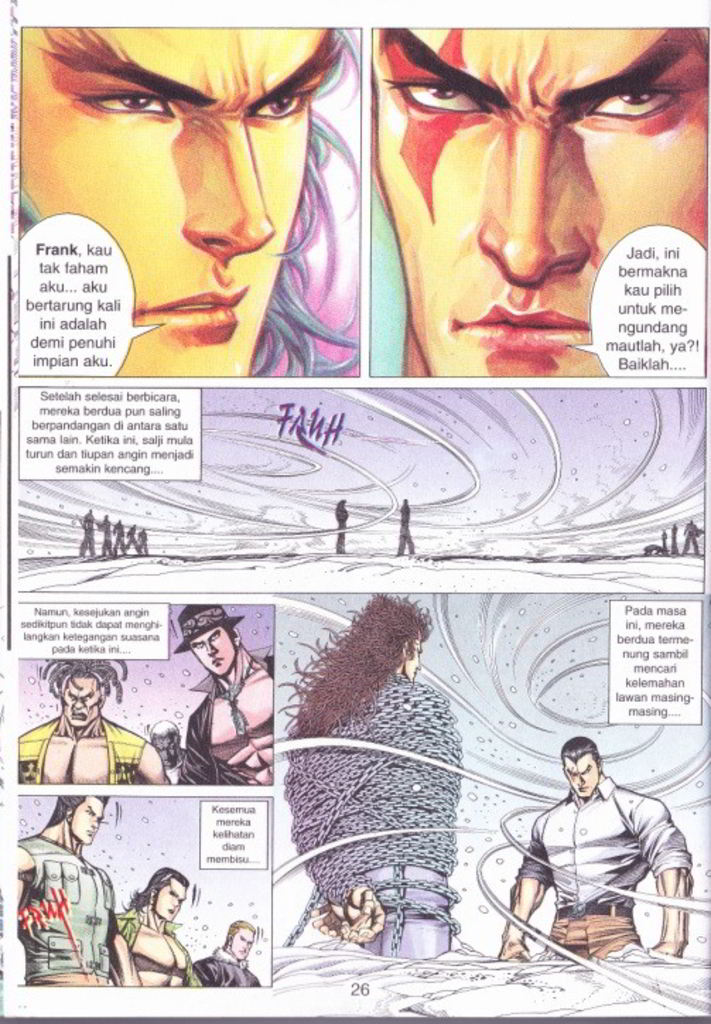 Frank, kau
tak faham
aku... aku
bertarung kali
ini adalah
demi penuhi
impian aku.
Jadi, ini
bermakna
kau pilih
untuk me-
ngundang
mautlah, ya?!
Baiklah....
Setelah selesai berbicara,
mereka berdua pun saling
berpandangan di antara satu
sama lain. Ketika ini, salji mula
turun dan tiupan angin menjadi
semakin kencang....
Namun, kesejukan angin
sedikitpun tidak dapat menghi-
langkan ketegangan suasana
pada ketika ini....
Pada masa
ini, mereka
berdua terme-
nung sambil
mencari
kelemahan
lawan masing-
masing....
Kesemua
mereka
kelihatan
diam
membisu....
26